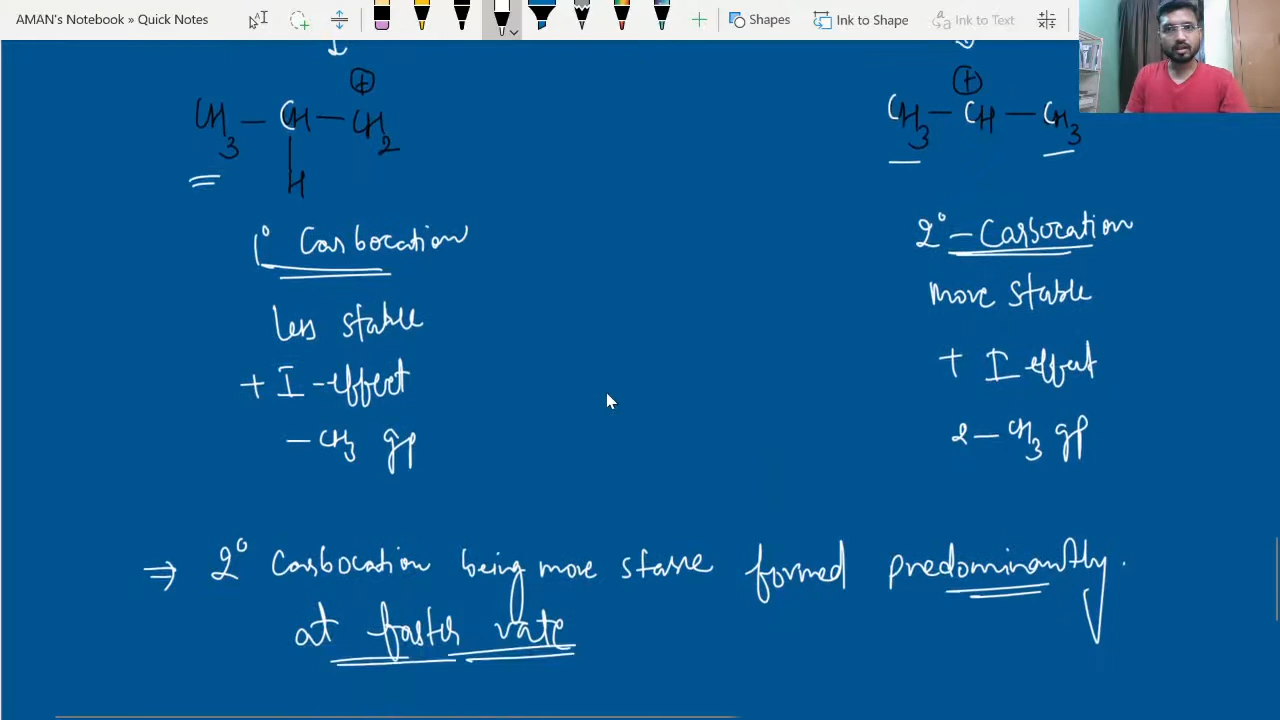 AMAN's Notebook » Quick Notes
Shapes
Ink to Shape
Ink to Text
CH3 — CH — CH2 ⊕
H
CH3 — CH — CH3 ⊕
1° Carbocation
less stable
+ I - effect
— CH3 gp
2° - Carbocation
more stable
+ I effect
2 — CH3 gp
⇒ 2° Carbocation being more stable formed predominantly.
at faster rate